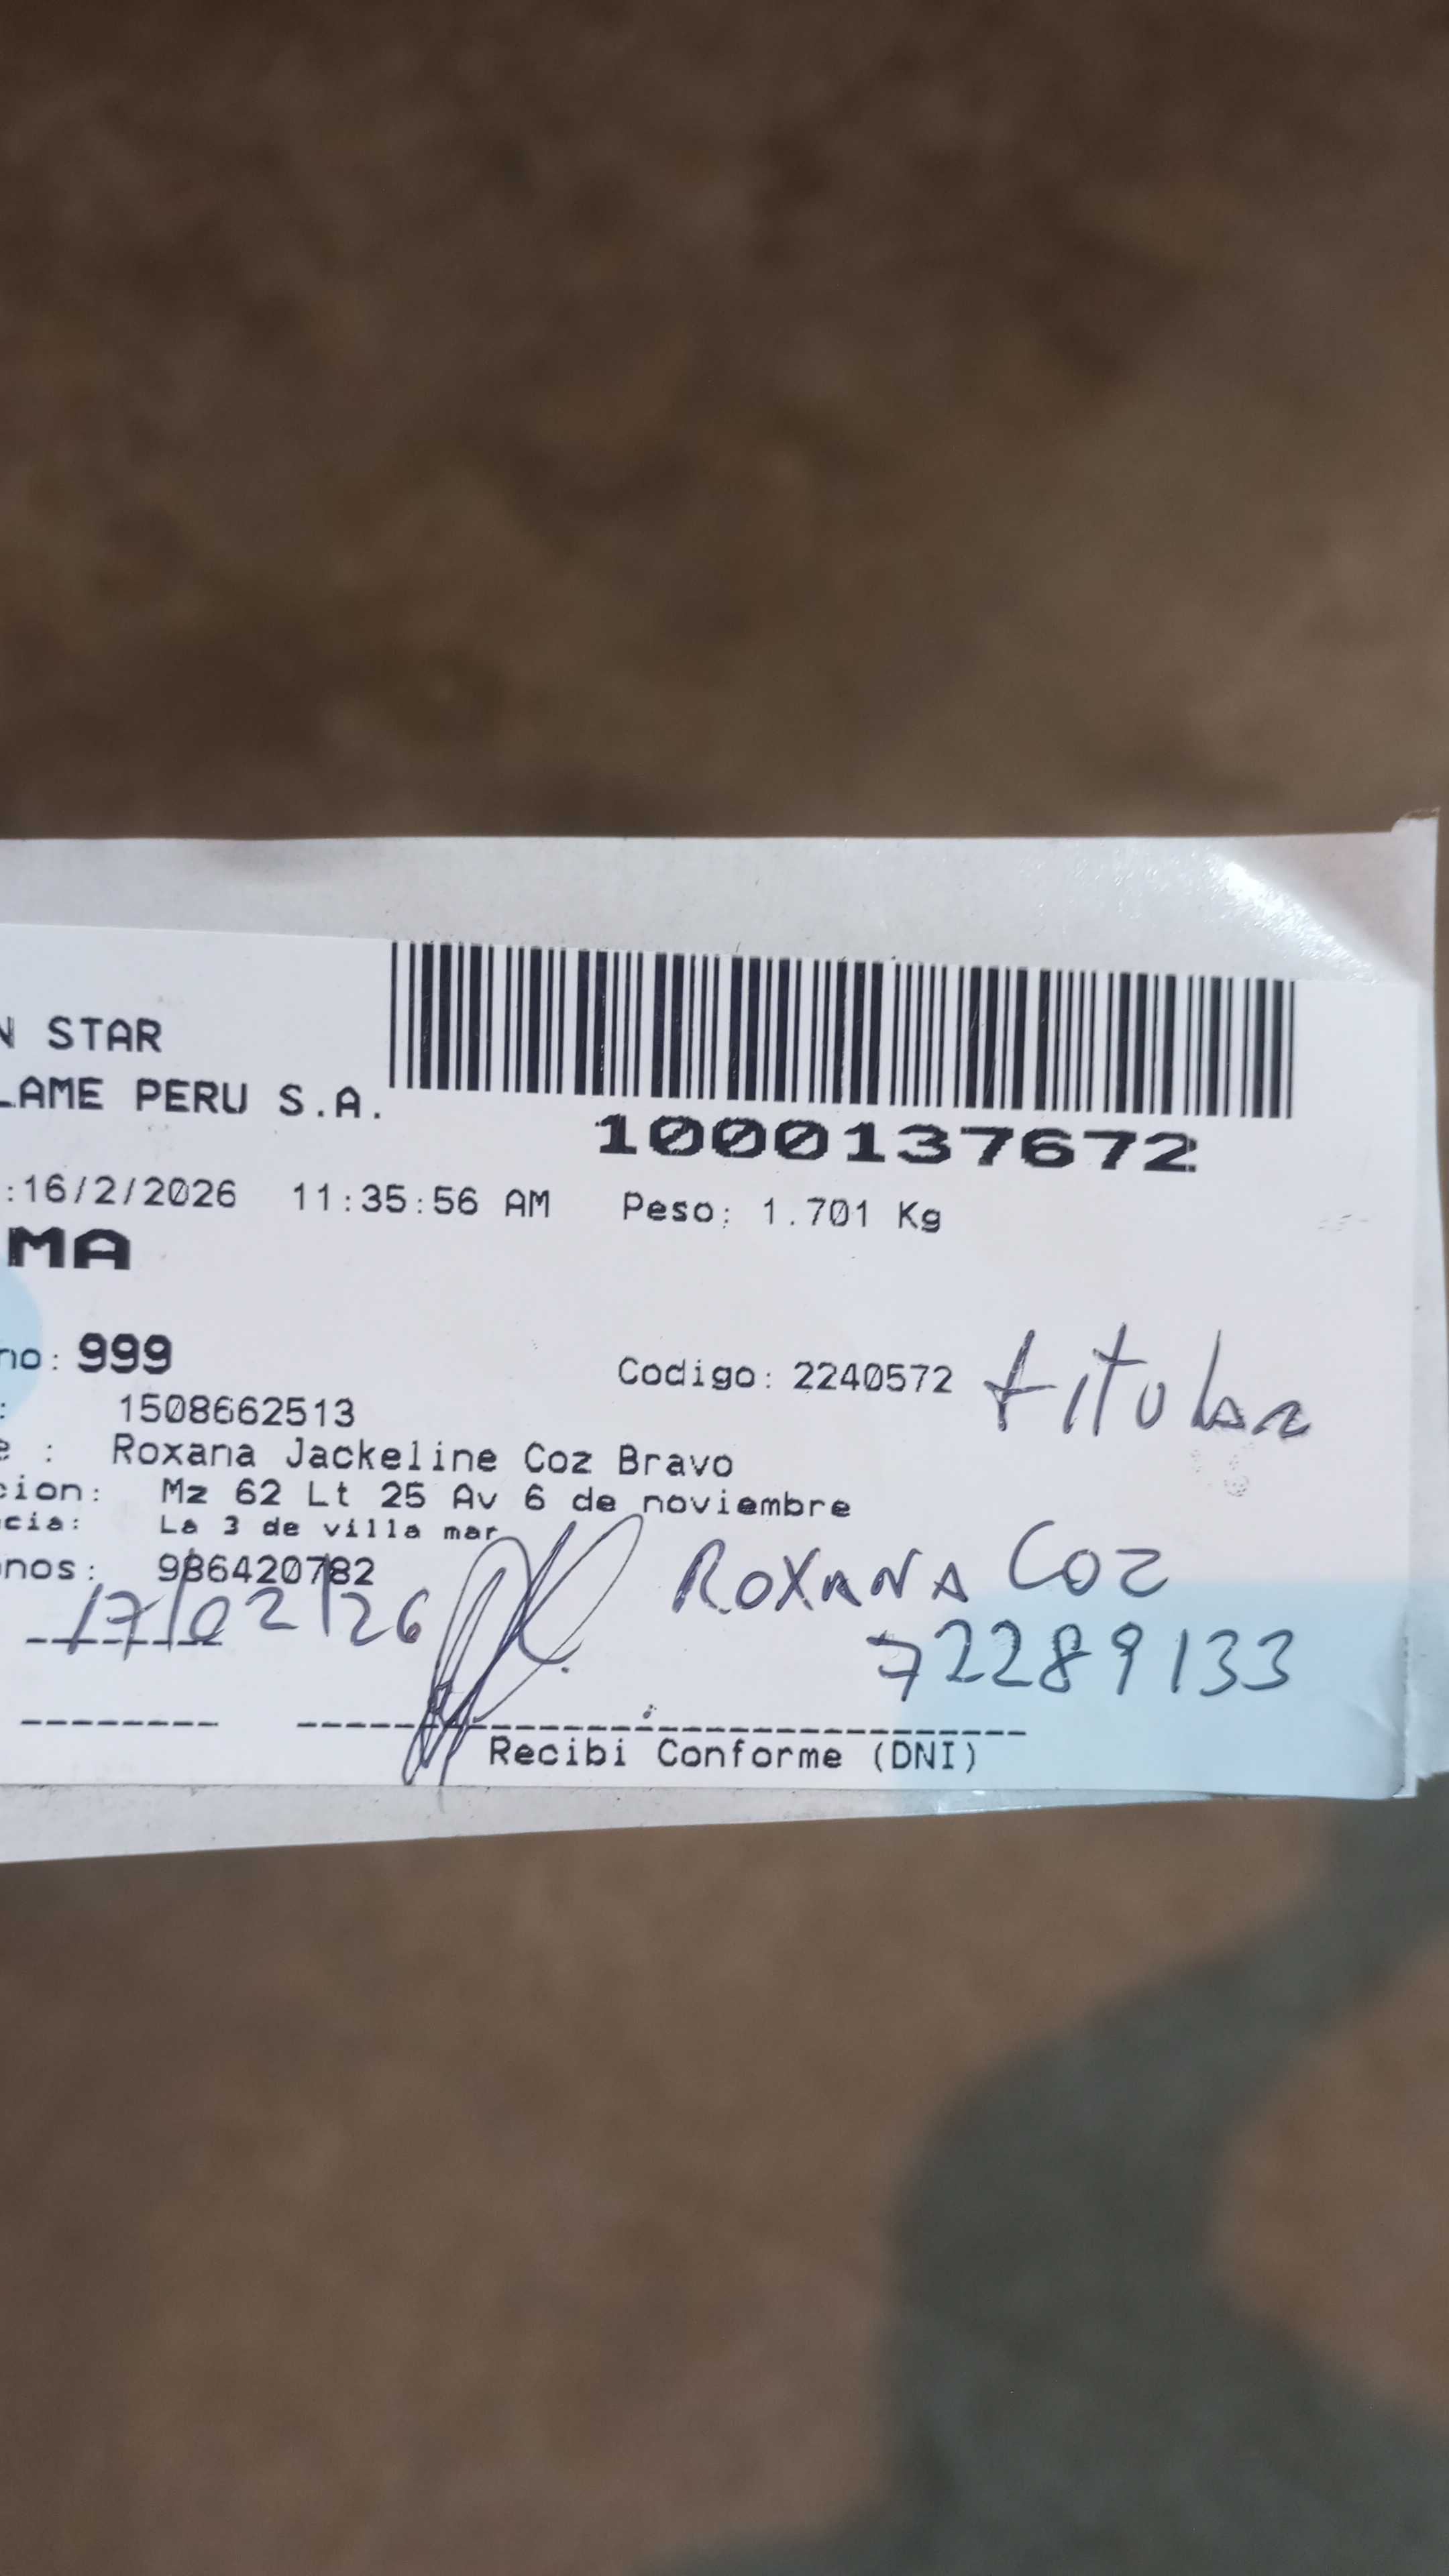 N STAR
LAME PERU S.A.
1000137672
:16/2/2026 11:35:56 AM Peso: 1.701 Kg
MA
no: 999
Codigo: 2240572 titular
: 1508662513
e : Roxana Jackeline Coz Bravo
cion: Mz 62 Lt 25 Av 6 de noviembre
cia: La 3 de villa mar
onos: 986420782
17/02/26
ROXANA COZ
72289133
Recibi Conforme (DNI)